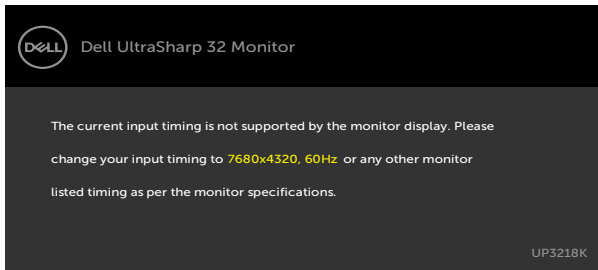 DELL Dell UltraSharp 32 Monitor
The current input timing is not supported by the monitor display. Please
change your input timing to 7680x4320, 60Hz or any other monitor
listed timing as per the monitor specifications.
UP3218K